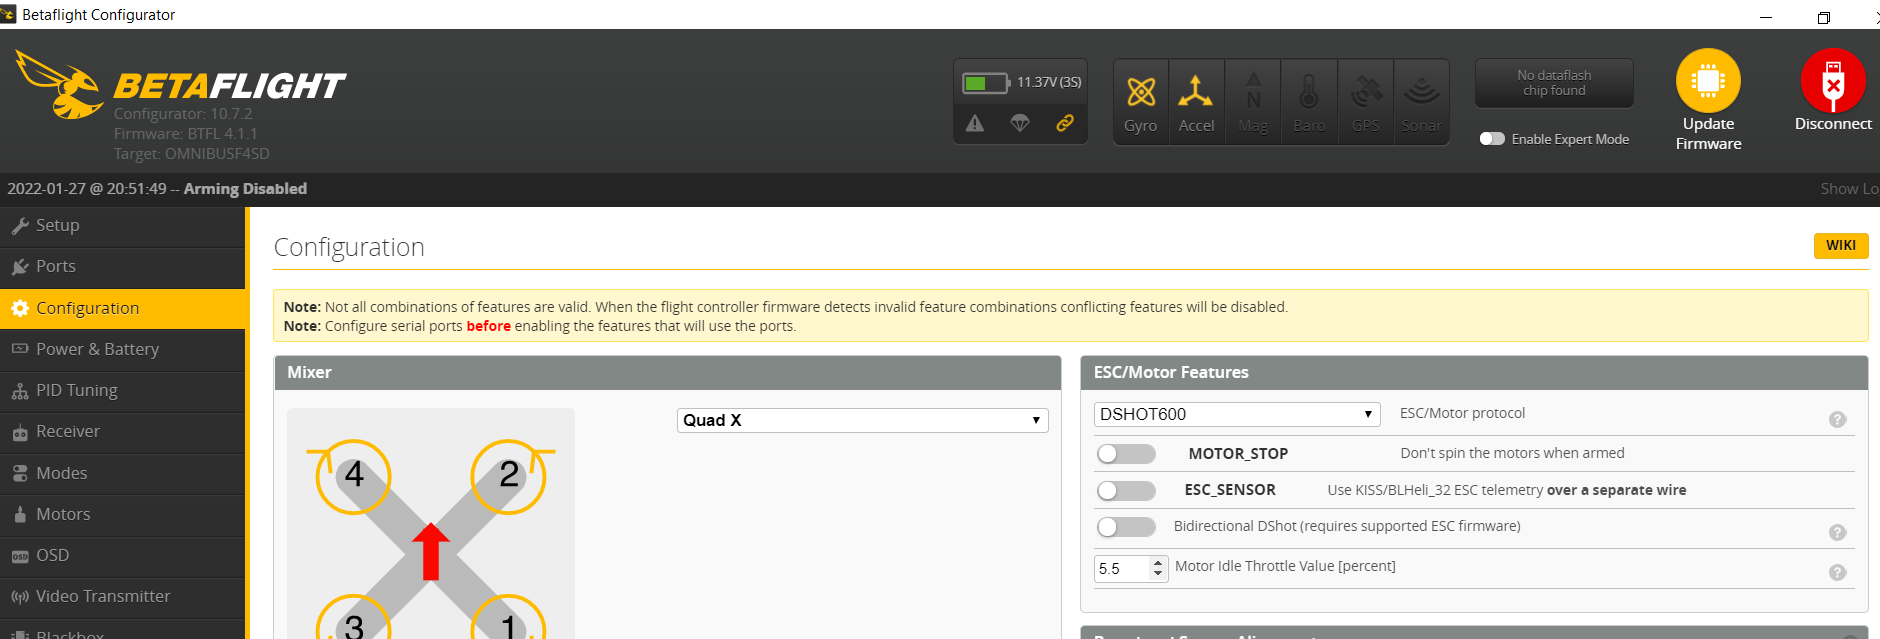 Betaflight Configurator
BETAFLIGHT
Configurator: 10.7.2
Firmware: BTFL 4.1.1
Target: OMNIBUSF4SD
11.37V (3S)
Gyro
Accel
Mag
Baro
GPS
Sonar
No dataflash
chip found
Enable Expert Mode
Update
Firmware
Disconnect
2022-01-27 @ 20:51:49 -- Arming Disabled
Show Lo
Setup
Ports
Configuration
Power & Battery
PID Tuning
Receiver
Modes
Motors
OSD
OSD
Video Transmitter
Blackbox
Configuration
WIKI
Note: Not all combinations of features are valid. When the flight controller firmware detects invalid feature combinations conflicting features will be disabled.
Note: Configure serial ports before enabling the features that will use the ports.
Mixer
Quad X
4
2
3
1
ESC/Motor Features
DSHOT600
ESC/Motor protocol
?
MOTOR_STOP
Don't spin the motors when armed
ESC_SENSOR
Use KISS/BLHeli_32 ESC telemetry over a separate wire
Bidirectional DShot (requires supported ESC firmware)
?
5.5
Motor Idle Throttle Value [percent]
?